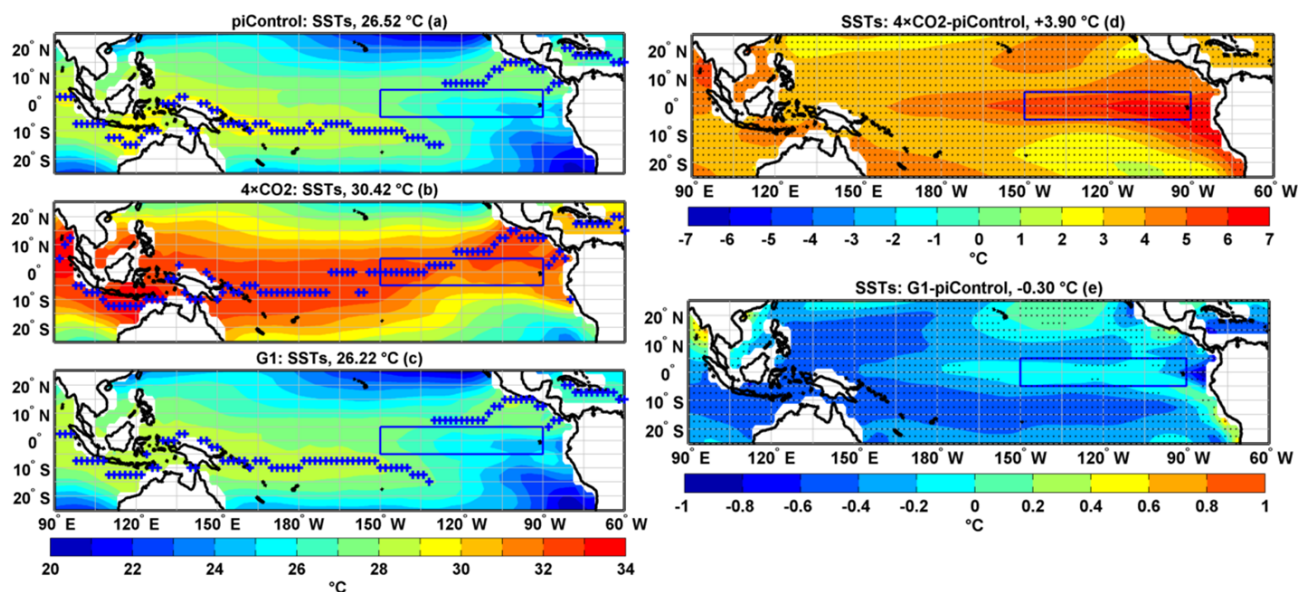 piControl: SSTs, 26.52 °C (a)
20° N
10° N
0°
10° S
20° S
4×CO2: SSTs, 30.42 °C (b)
20° N
10° N
0°
10° S
20° S
G1: SSTs, 26.22 °C (c)
20° N
10° N
0°
10° S
20° S
90° E 120° E 150° E 180° W 150° W 120° W 90° W 60° W
20 22 24 26 28 30 32 34
°C
SSTs: 4×CO2-piControl, +3.90 °C (d)
20° N
10° N
0°
10° S
20° S
90° E 120° E 150° E 180° W 150° W 120° W 90° W 60° W
-7 -6 -5 -4 -3 -2 -1 0 1 2 3 4 5 6 7
°C
SSTs: G1-piControl, -0.30 °C (e)
20° N
10° N
0°
10° S
20° S
90° E 120° E 150° E 180° W 150° W 120° W 90° W 60° W
-1 -0.8 -0.6 -0.4 -0.2 0 0.2 0.4 0.6 0.8 1
°C